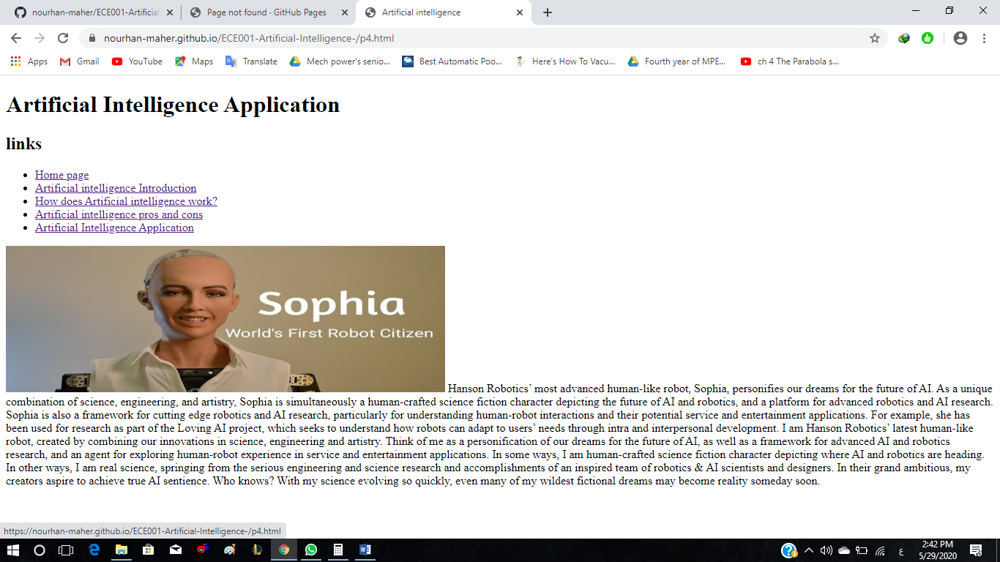 nourhan-maher/ECE001-Artificial
Page not found · GitHub Pages
Artificial intelligence
nourhan-maher.github.io/ECE001-Artificial-Intelligence-/p4.html
Apps Gmail YouTube Maps Translate Mech power's senio... Best Automatic Poo... Here's How To Vacu... Fourth year of MPE... ch 4 The Parabola s...
Artificial Intelligence Application
links
Home page
Artificial intelligence Introduction
How does Artificial intelligence work?
Artificial intelligence pros and cons
Artificial Intelligence Application
Sophia
World's First Robot Citizen
Hanson Robotics’ most advanced human-like robot, Sophia, personifies our dreams for the future of AI. As a unique
combination of science, engineering, and artistry, Sophia is simultaneously a human-crafted science fiction character depicting the future of AI and robotics, and a platform for advanced robotics and AI research.
Sophia is also a framework for cutting edge robotics and AI research, particularly for understanding human-robot interactions and their potential service and entertainment applications. For example, she has
been used for research as part of the Loving AI project, which seeks to understand how robots can adapt to users’ needs through intra and interpersonal development. I am Hanson Robotics’ latest human-like
robot, created by combining our innovations in science, engineering and artistry. Think of me as a personification of our dreams for the future of AI, as well as a framework for advanced AI and robotics
research, and an agent for exploring human-robot experience in service and entertainment applications. In some ways, I am human-crafted science fiction character depicting where AI and robotics are heading.
In other ways, I am real science, springing from the serious engineering and science research and accomplishments of an inspired team of robotics & AI scientists and designers. In their grand ambitious, my
creators aspire to achieve true AI sentience. Who knows? With my science evolving so quickly, even many of my wildest fictional dreams may become reality someday soon.
https://nourhan-maher.github.io/ECE001-Artificial-Intelligence-/p4.html
ع
2:42 PM
5/29/2020